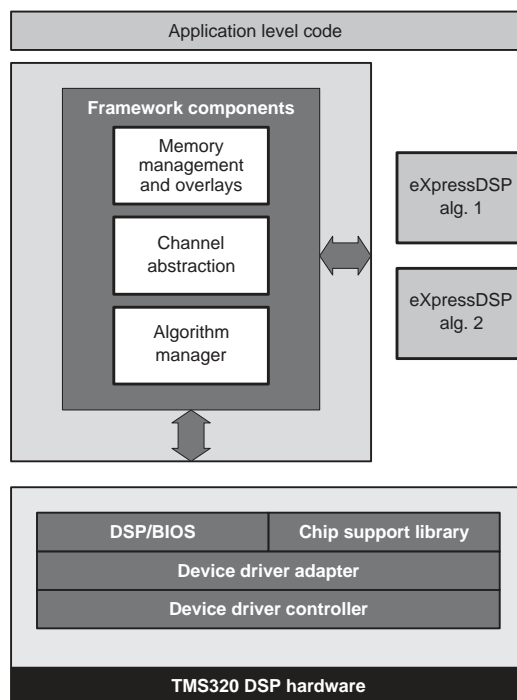 Application level code
Framework components
Memory
management
and overlays
Channel
abstraction
Algorithm
manager
eXpressDSP
alg. 1
eXpressDSP
alg. 2
DSP/BIOS
Chip support library
Device driver adapter
Device driver controller
TMS320 DSP hardware